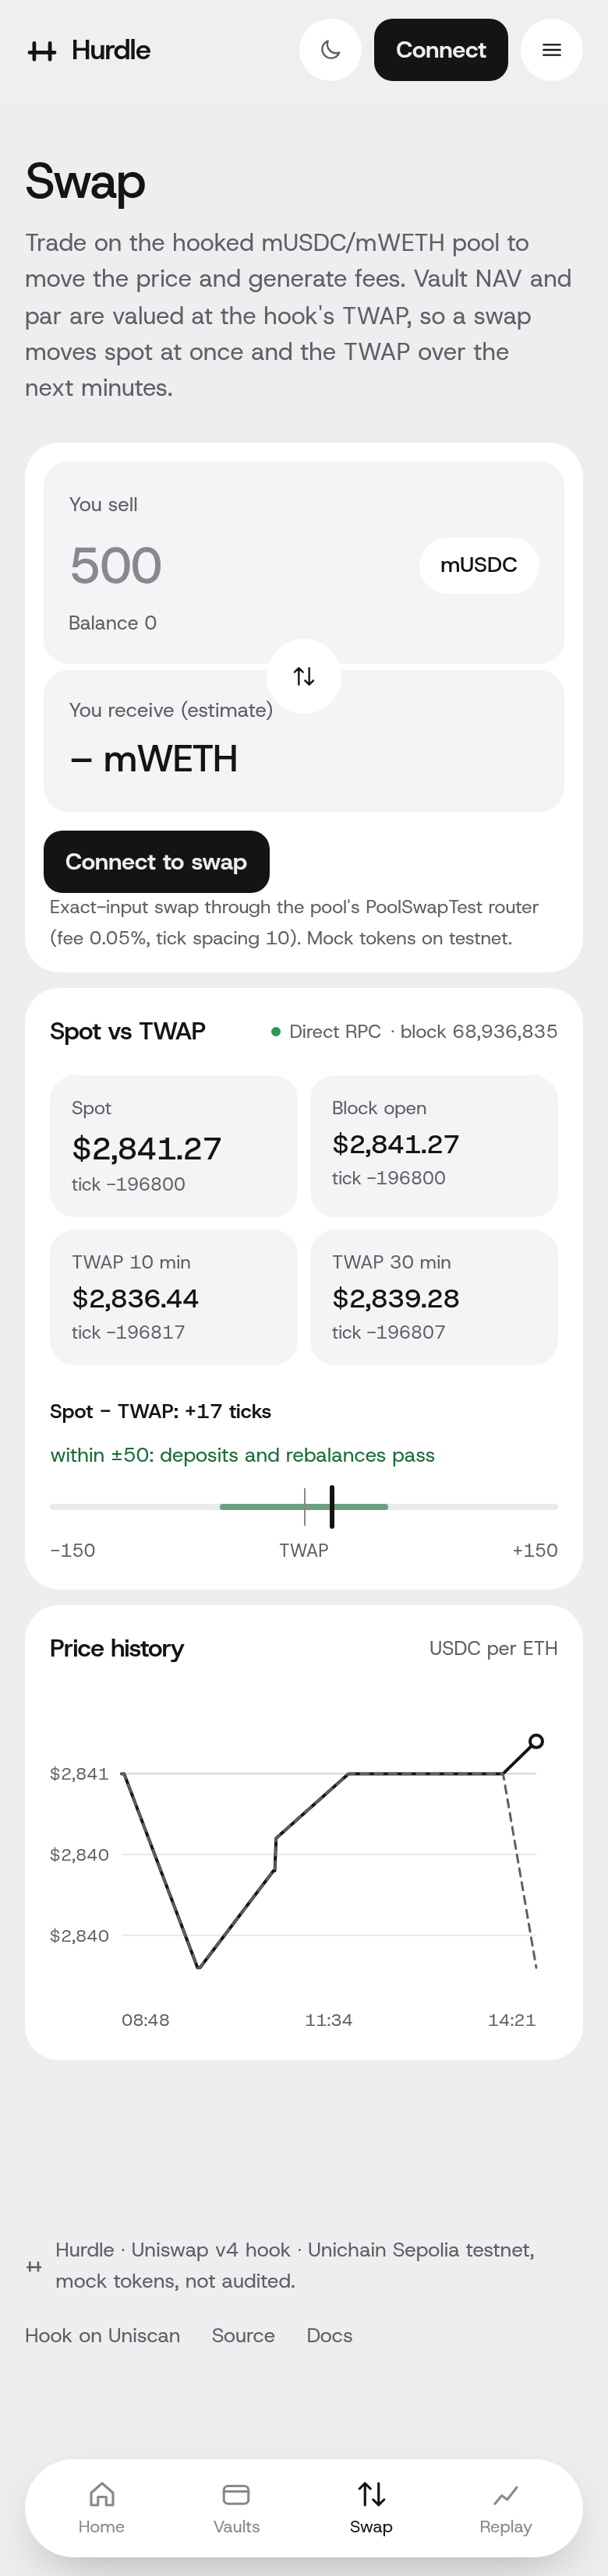 Hurdle
Connect
Swap
Trade on the hooked mUSDC/mWETH pool to
move the price and generate fees. Vault NAV and
par are valued at the hook's TWAP, so a swap
moves spot at once and the TWAP over the
next minutes.
You sell
500
mUSDC
Balance 0
You receive (estimate)
– mWETH
Connect to swap
Exact-input swap through the pool's PoolSwapTest router
(fee 0.05%, tick spacing 10). Mock tokens on testnet.
Spot vs TWAP
Direct RPC · block 68,936,835
Spot
$2,841.27
tick −196800
Block open
$2,841.27
tick −196800
TWAP 10 min
$2,836.44
tick −196817
TWAP 30 min
$2,839.28
tick −196807
Spot − TWAP: +17 ticks
within ±50: deposits and rebalances pass
−150
TWAP
+150
Price history
USDC per ETH
$2,841
$2,840
$2,840
08:48
11:34
14:21
Hurdle · Uniswap v4 hook · Unichain Sepolia testnet,
mock tokens, not audited.
Hook on Uniscan
Source
Docs
Home
Vaults
Swap
Replay